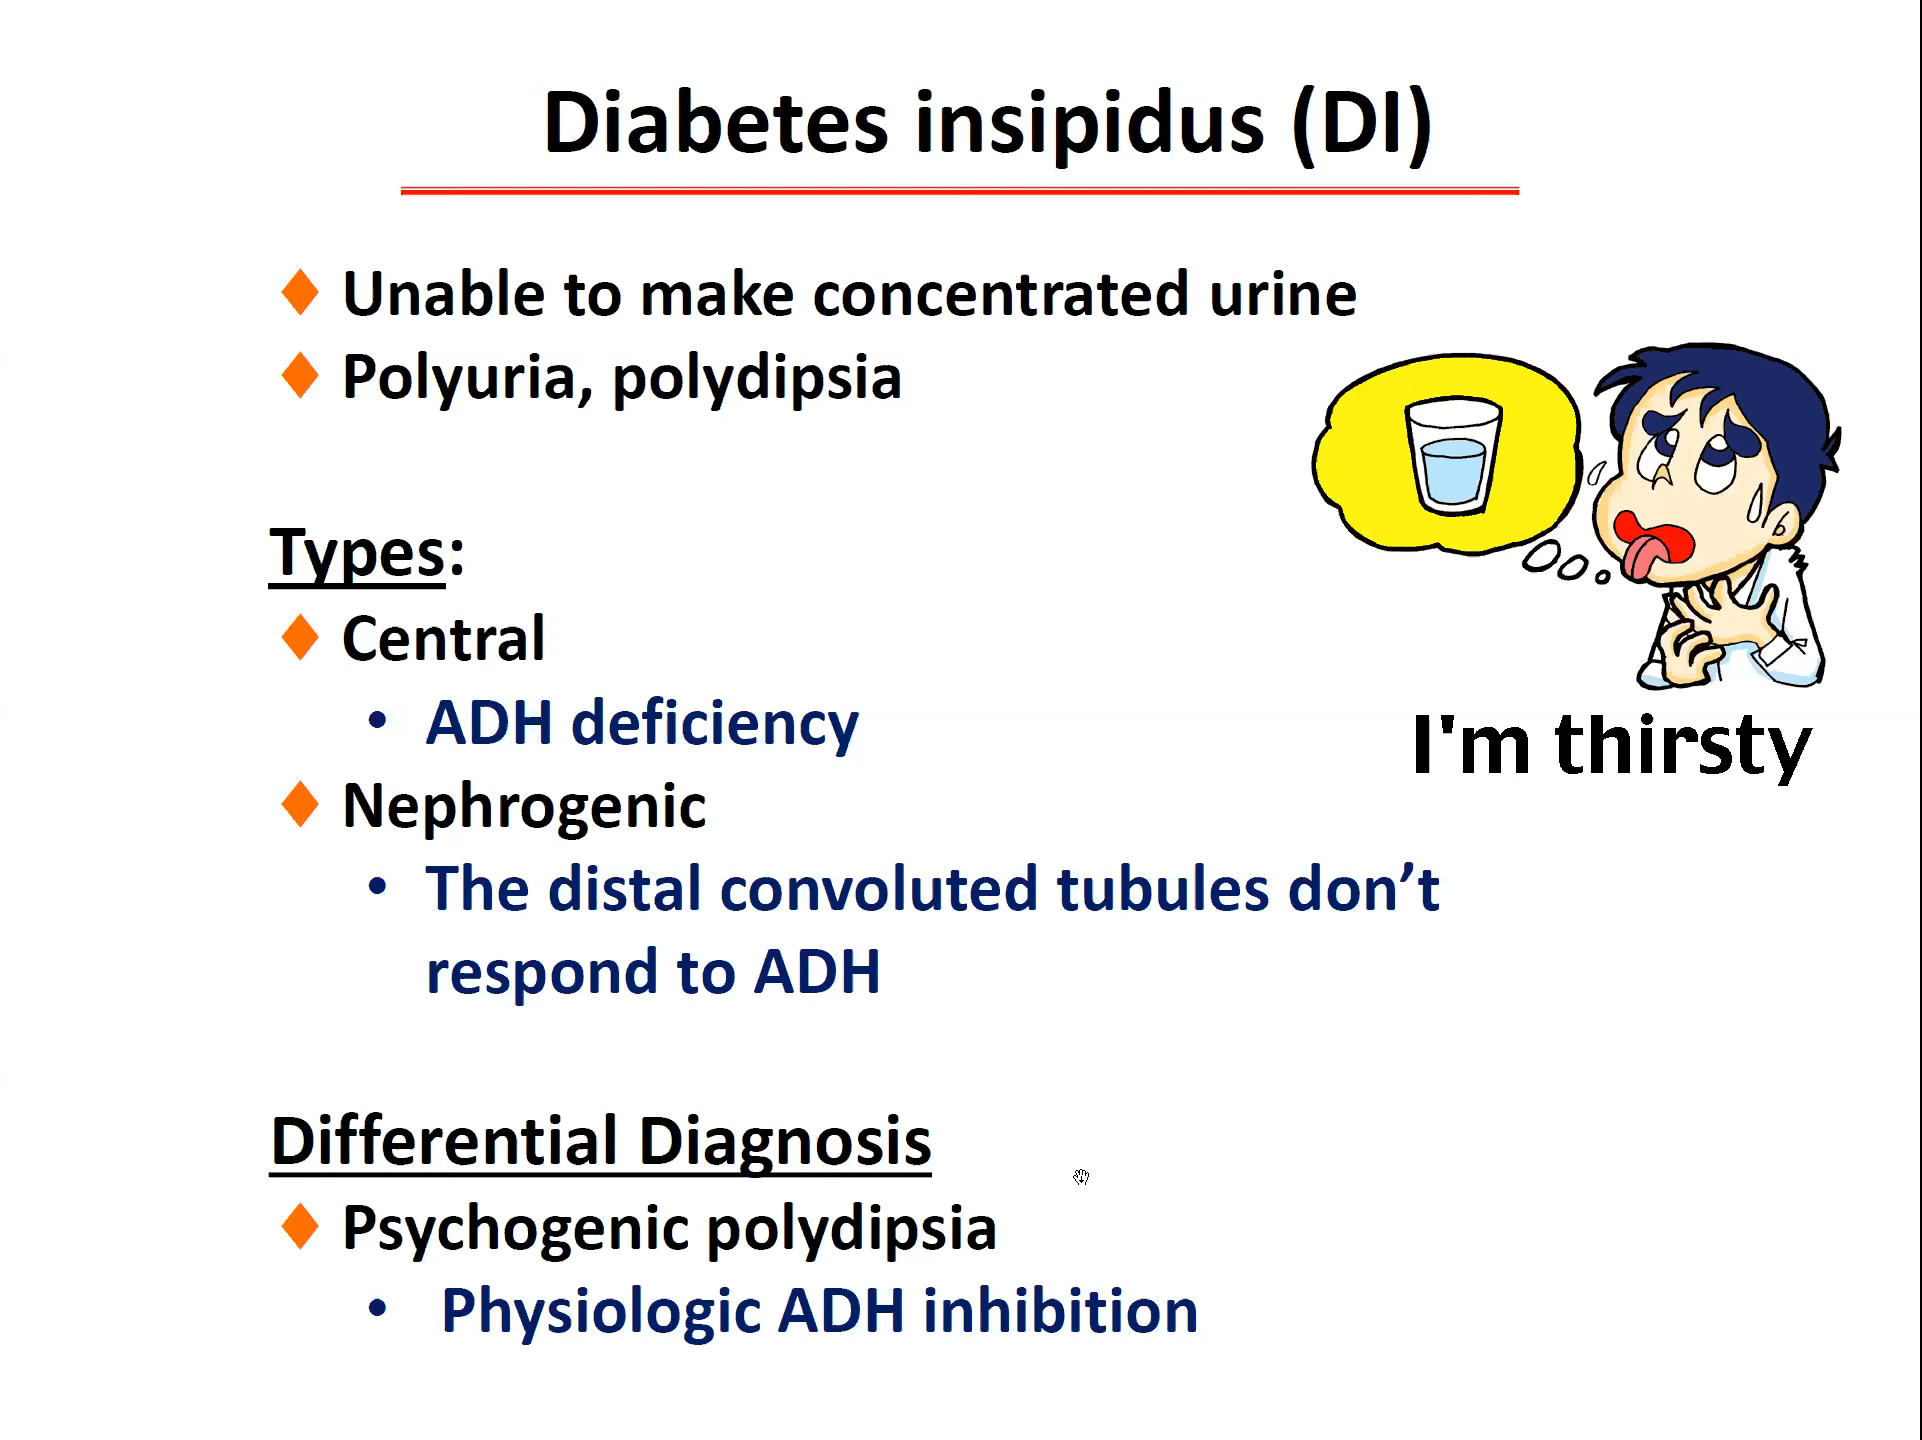 Diabetes insipidus (DI)
Unable to make concentrated urine
Polyuria, polydipsia
Types:
Central
• ADH deficiency
Nephrogenic
• The distal convoluted tubules don’t
respond to ADH
I'm thirsty
Differential Diagnosis
Psychogenic polydipsia
• Physiologic ADH inhibition